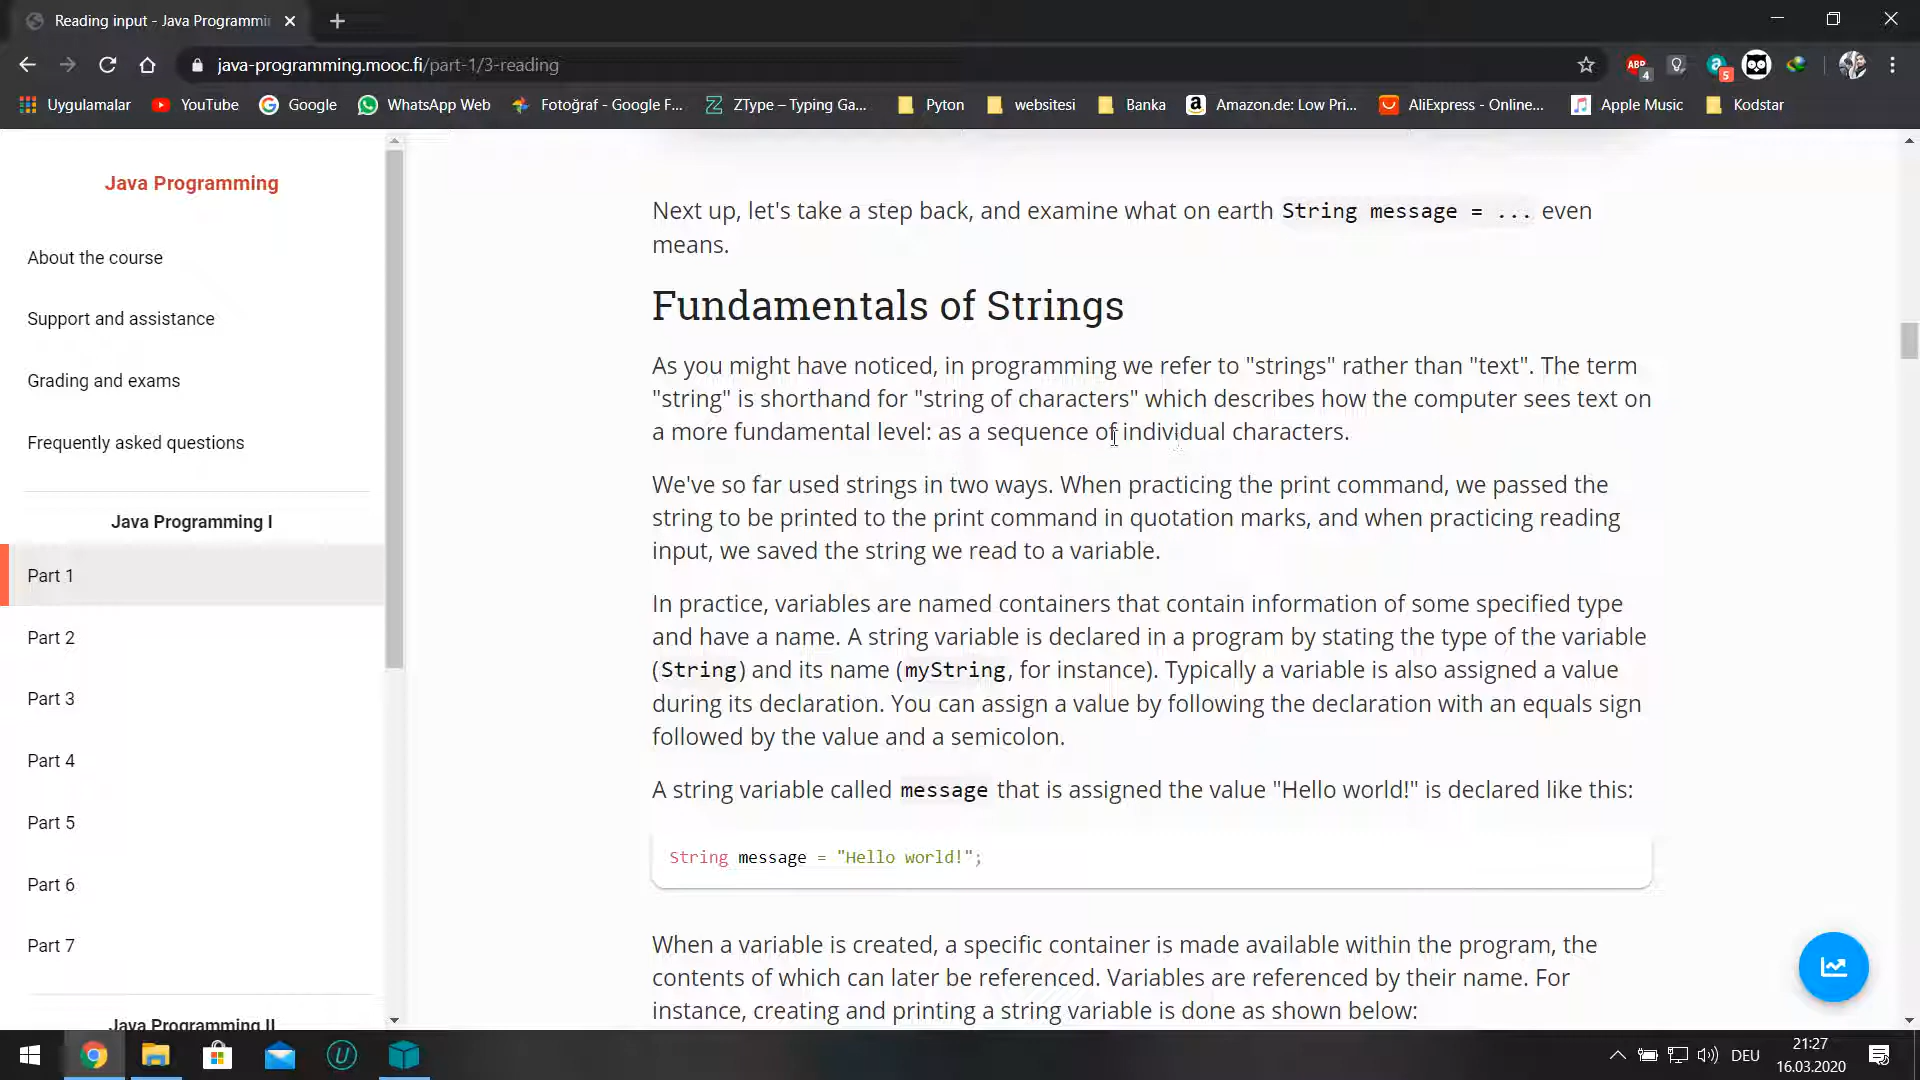 Reading input - Java Programmi
java-programming.mooc.fi/part-1/3-reading
ABP
4
5
Uygulamalar
YouTube
Google
WhatsApp Web
Fotoğraf - Google F...
ZType – Typing Ga...
Pyton
websitesi
Banka
Amazon.de: Low Pri...
AliExpress - Online...
Apple Music
Kodstar
Java Programming
About the course
Support and assistance
Grading and exams
Frequently asked questions
Java Programming I
Part 1
Part 2
Part 3
Part 4
Part 5
Part 6
Part 7
Java Programming II
Next up, let's take a step back, and examine what on earth String message = ... even
means.
Fundamentals of Strings
As you might have noticed, in programming we refer to "strings" rather than "text". The term
"string" is shorthand for "string of characters" which describes how the computer sees text on
a more fundamental level: as a sequence of individual characters.
We've so far used strings in two ways. When practicing the print command, we passed the
string to be printed to the print command in quotation marks, and when practicing reading
input, we saved the string we read to a variable.
In practice, variables are named containers that contain information of some specified type
and have a name. A string variable is declared in a program by stating the type of the variable
(String) and its name (myString, for instance). Typically a variable is also assigned a value
during its declaration. You can assign a value by following the declaration with an equals sign
followed by the value and a semicolon.
A string variable called message that is assigned the value "Hello world!" is declared like this:
String message = "Hello world!";
When a variable is created, a specific container is made available within the program, the
contents of which can later be referenced. Variables are referenced by their name. For
instance, creating and printing a string variable is done as shown below:
DEU
21:27
16.03.2020